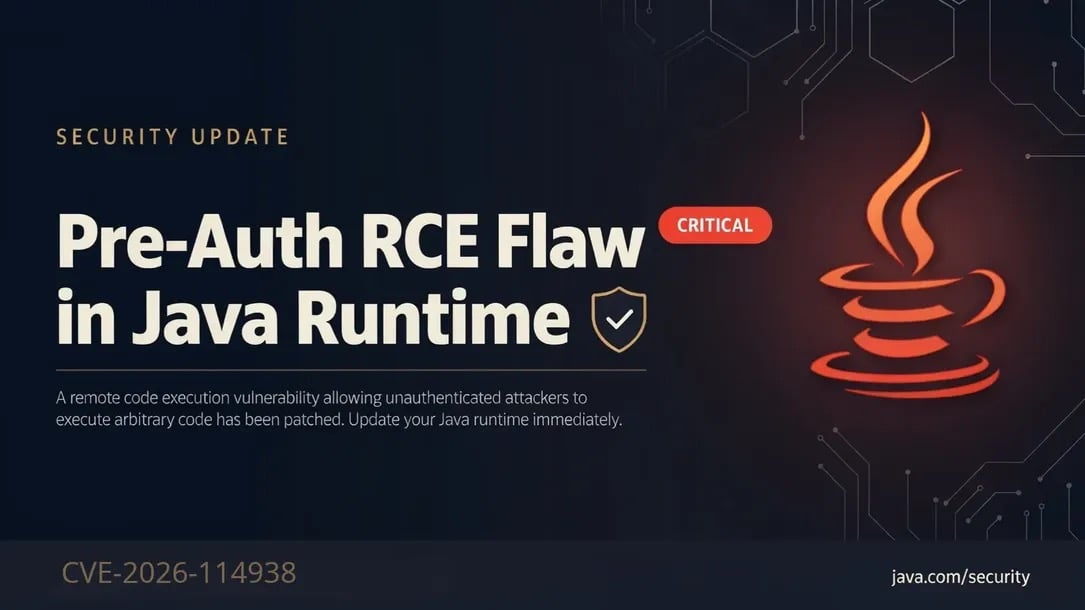 SECURITY UPDATE
Pre-Auth RCE Flaw
CRITICAL
in Java Runtime
A remote code execution vulnerability allowing unauthenticated attackers to
execute arbitrary code has been patched. Update your Java runtime immediately.
CVE-2026-114938
java.com/security